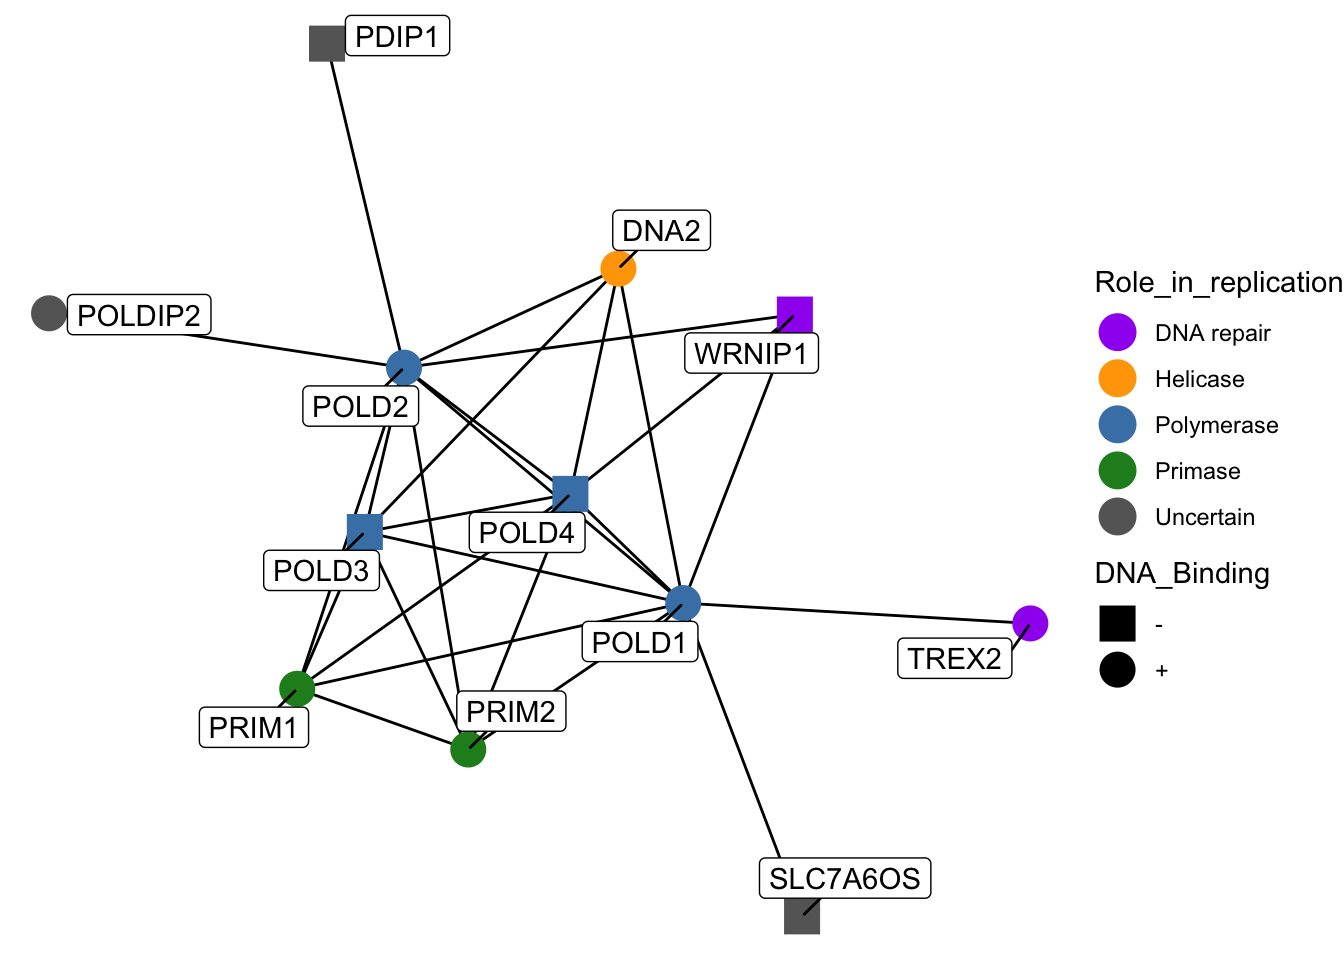 PDIP1
DNA2
POLDIP2
WRNIP1
POLD2
POLD4
POLD3
POLD1
TREX2
PRIM2
PRIM1
SLC7A6OS
Role_in_replication
DNA repair
Helicase
Polymerase
Primase
Uncertain
DNA_Binding
-
+